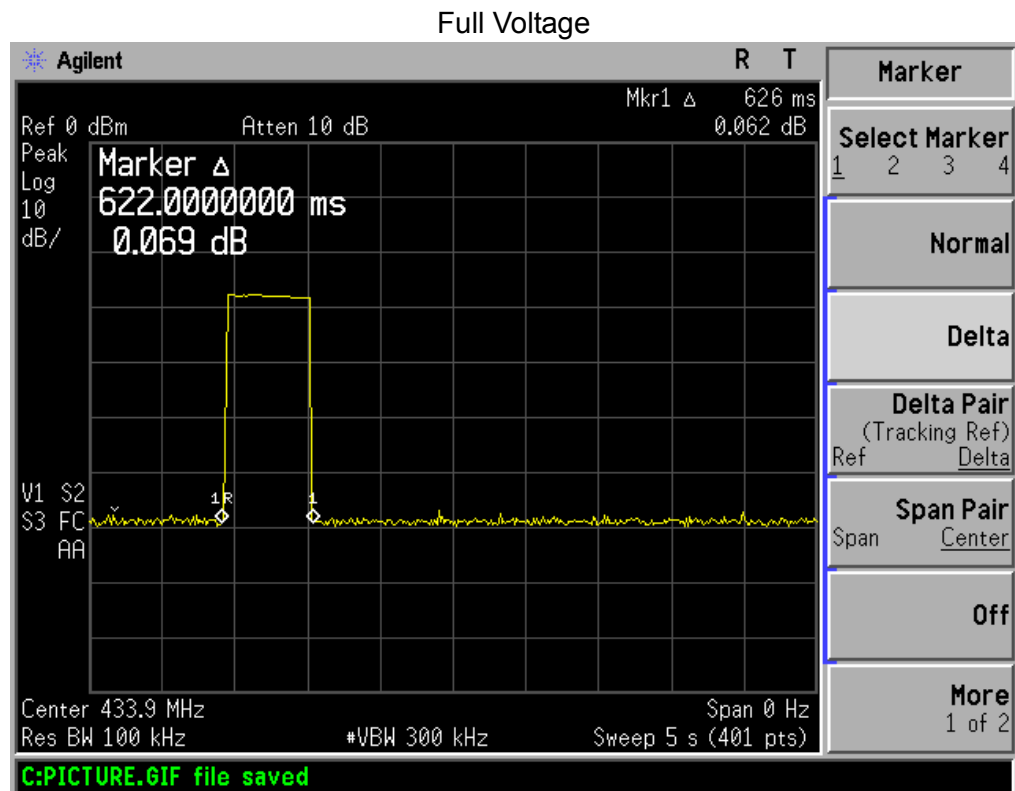 Full Voltage
Agilent R T
Mkr1 Δ 626 ms
Ref 0 dBm Atten 10 dB 0.062 dB
Peak
Log
10
dB/
Marker Δ
622.0000000 ms
0.069 dB
1R 1
V1 S2
S3 FC
AA
Center 433.9 MHz Span 0 Hz
Res BW 100 kHz #VBW 300 kHz Sweep 5 s (401 pts)
C:PICTURE.GIF file saved
Marker
Select Marker
1 2 3 4
Normal
Delta
Delta Pair
(Tracking Ref)
Ref Delta
Span Pair
Span Center
Off
More
1 of 2